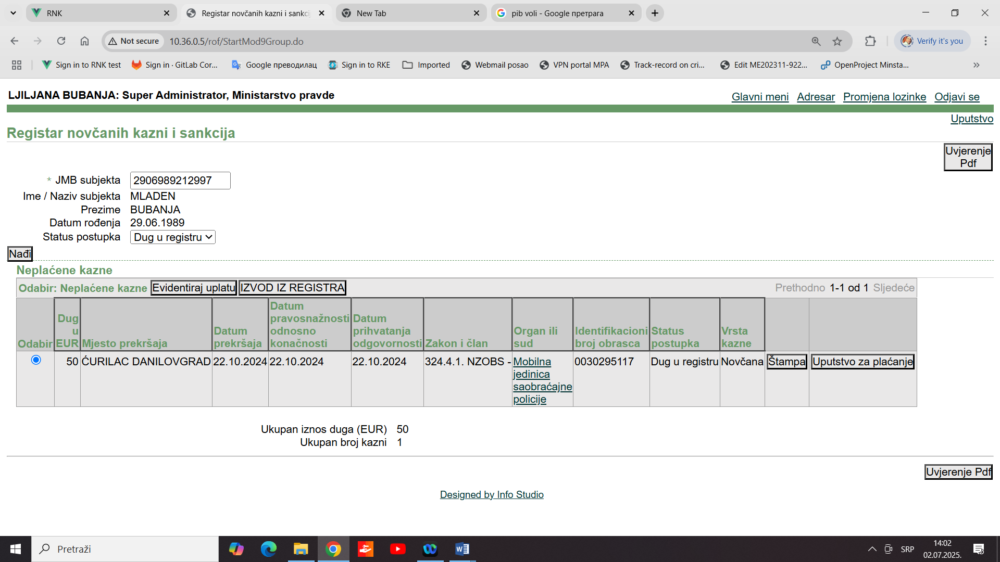 RNK
Registar novčanih kazni i sankci
New Tab
pib voli - Google претрага
Not secure
10.36.0.5/rof/StartMod9Group.do
Verify it's you
Sign in to RNK test
Sign in · GitLab Cor...
Google преводилац
Sign in to RKE
Imported
Webmail posao
VPN portal MPA
Track-record on cri...
Edit ME202311-922...
OpenProject Minsta...
LJILJANA BUBANJA: Super Administrator, Ministarstvo pravde
Glavni meni Adresar Promjena lozinke Odjavi se
Uputstvo
Registar novčanih kazni i sankcija
Uvjerenje
Pdf
* JMB subjekta 2906989212997
Ime / Naziv subjekta MLADEN
Prezime BUBANJA
Datum rođenja 29.06.1989
Status postupka Dug u registru
Nađi
Neplaćene kazne
Odabir: Neplaćene kazne Evidentiraj uplatu IZVOD IZ REGISTRA Prethodno 1-1 od 1 Sljedeće
Odabir
Dug
u
EUR
Mjesto prekršaja
Datum
prekršaja
Datum
pravosnažnosti
odnosno
konačnosti
Datum
prihvatanja
odgovornosti
Zakon i član
Organ ili
sud
Identifikacioni
broj obrasca
Status
postupka
Vrsta
kazne
50
ĆURILAC DANILOVGRAD
22.10.2024
22.10.2024
22.10.2024
324.4.1. NZOBS -
Mobilna
jedinica
saobraćajne
policije
0030295117
Dug u registru
Novčana
Štampa
Uputstvo za plaćanje
Ukupan iznos duga (EUR) 50
Ukupan broj kazni 1
Uvjerenje Pdf
Designed by Info Studio
Pretraži
SRP
14:02
02.07.2025.